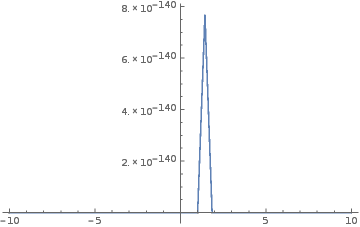 8. × 10⁻¹⁴⁰
6. × 10⁻¹⁴⁰
4. × 10⁻¹⁴⁰
2. × 10⁻¹⁴⁰
-10 -5 5 10